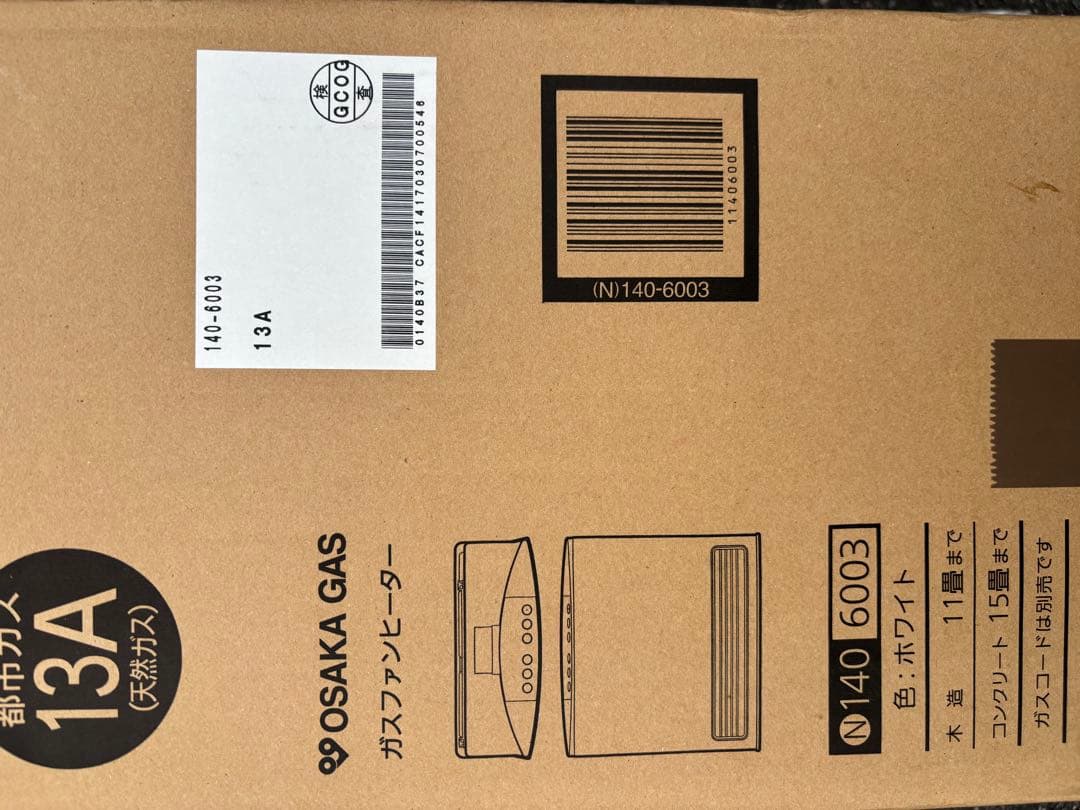 都市ガス
13A
(天然ガス)
140-6003
13A
検
GCOG
査
0140B37 CACF1417030700546
11406003
(N)140-6003
OSAKA GAS
ガスファンヒーター
N 140 6003
色:ホワイト
木 造 11畳まで
コンクリート 15畳まで
ガスコードは別売です